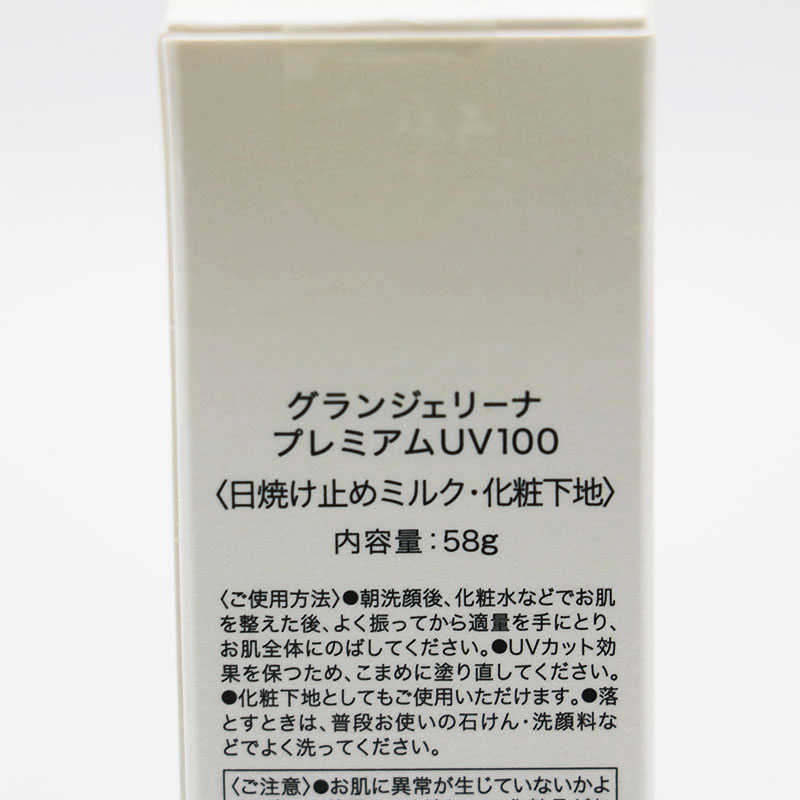 グランジェリーナ
プレミアムUV100
〈日焼け止めミルク・化粧下地〉
内容量：58g
〈ご使用方法〉●朝洗顔後、化粧水などでお肌
を整えた後、よく振ってから適量を手にとり、
お肌全体にのばしてください。●UVカット効
果を保つため、こまめに塗り直してください。
●化粧下地としてもご使用いただけます。●落
とすときは、普段お使いの石けん・洗顔料な
どでよく洗ってください。
〈ご注意〉●お肌に異常が生じていないかよ